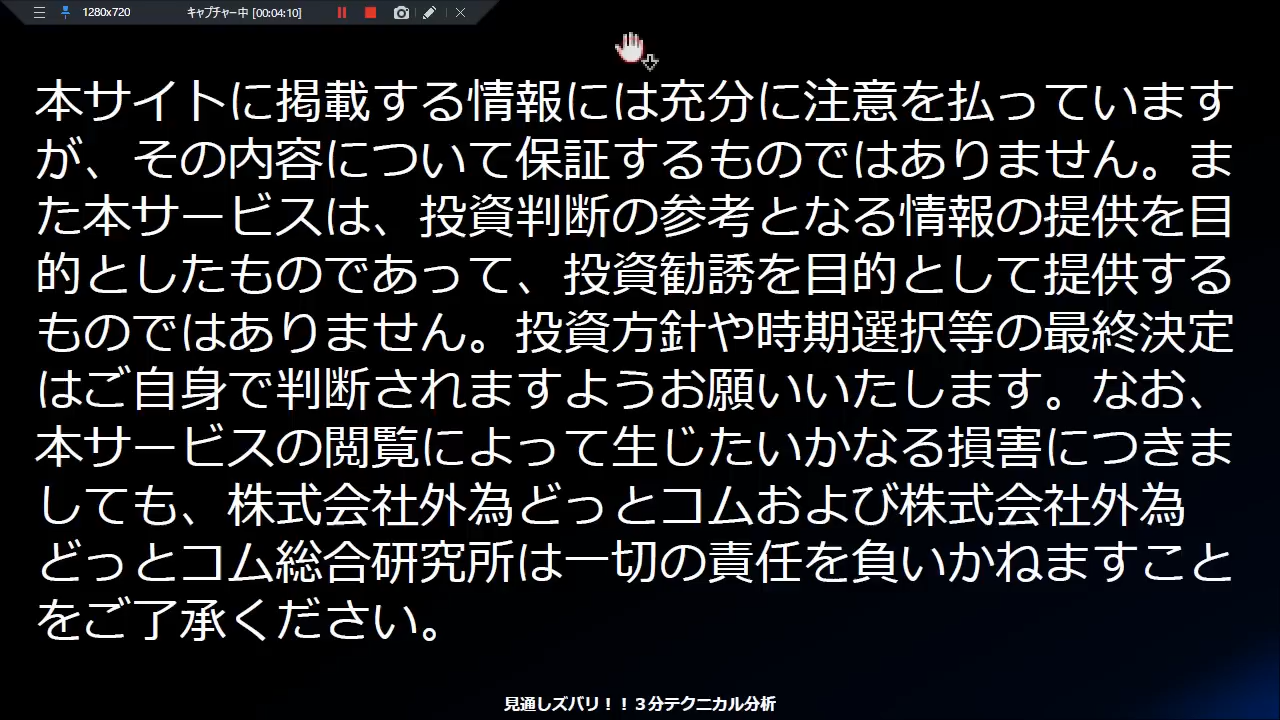 1280x720 キャプチャー中 [00:04:10]
本サイトに掲載する情報には充分に注意を払っています
が、その内容について保証するものではありません。ま
た本サービスは、投資判断の参考となる情報の提供を目
的としたものであって、投資勧誘を目的として提供する
ものではありません。投資方針や時期選択等の最終決定
はご自身で判断されますようお願いいたします。なお、
本サービスの閲覧によって生じたいかなる損害につきま
しても、株式会社外為どっとコムおよび株式会社外為
どっとコム総合研究所は一切の責任を負いかねますこと
をご了承ください。
見通しズバリ！！３分テクニカル分析